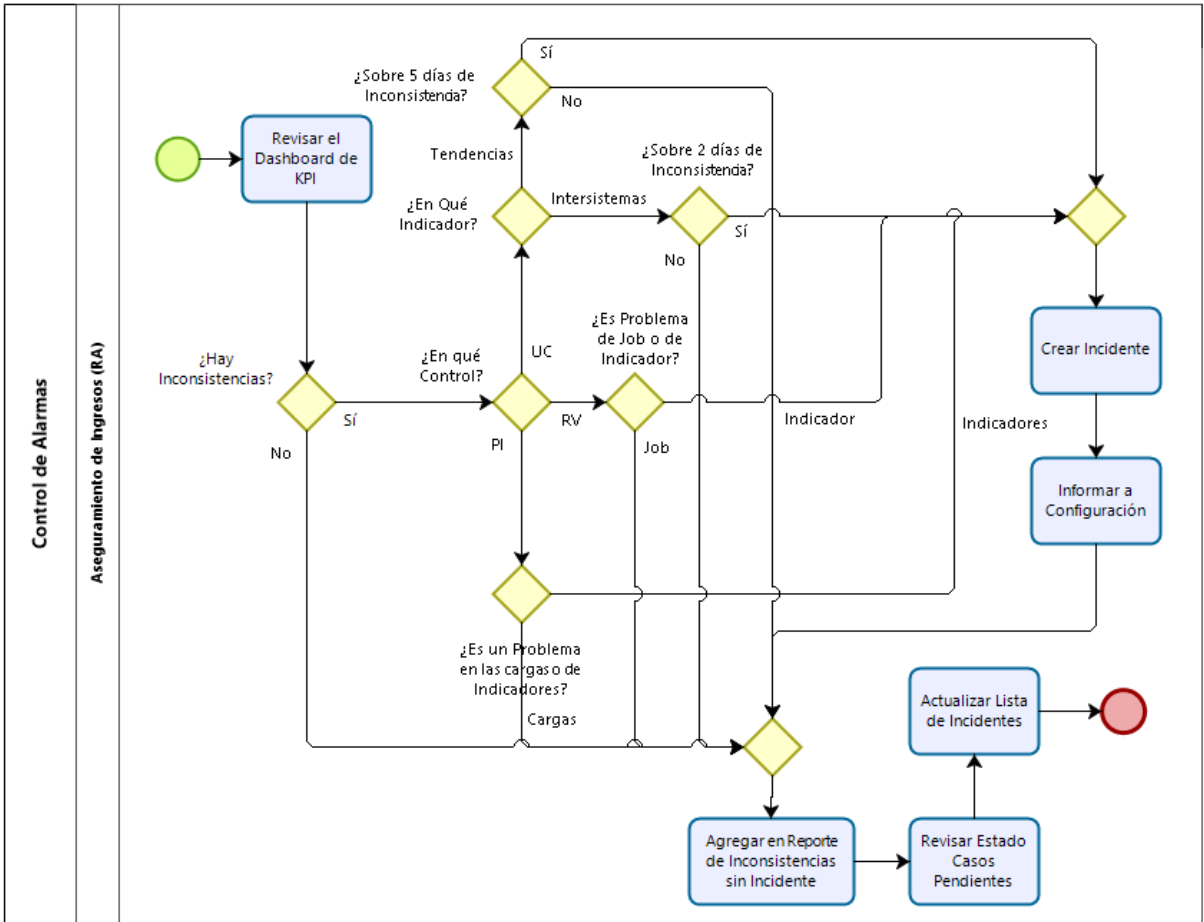 Control de Alarmas
Aseguramiento de Ingresos (RA)
Sí
¿Sobre 5 días de
Inconsistencia?
No
Revisar el
Dashboard de
KPI
Tendencias
¿Sobre 2 días de
Inconsistencia?
¿En Qué
Indicador?
Intersistemas
Sí
No
¿Es Problema
de Job o de
Indicador?
¿Hay
Inconsistencias?
¿En qué
Control?
UC
Crear Incidente
Sí
RV
Indicador
Indicadores
No
PI
Job
Informar a
Configuración
¿Es un Problema
en las cargas o de
Indicadores?
Cargas
Actualizar Lista
de Incidentes
Agregar en Reporte
de Inconsistencias
sin Incidente
Revisar Estado
Casos
Pendientes